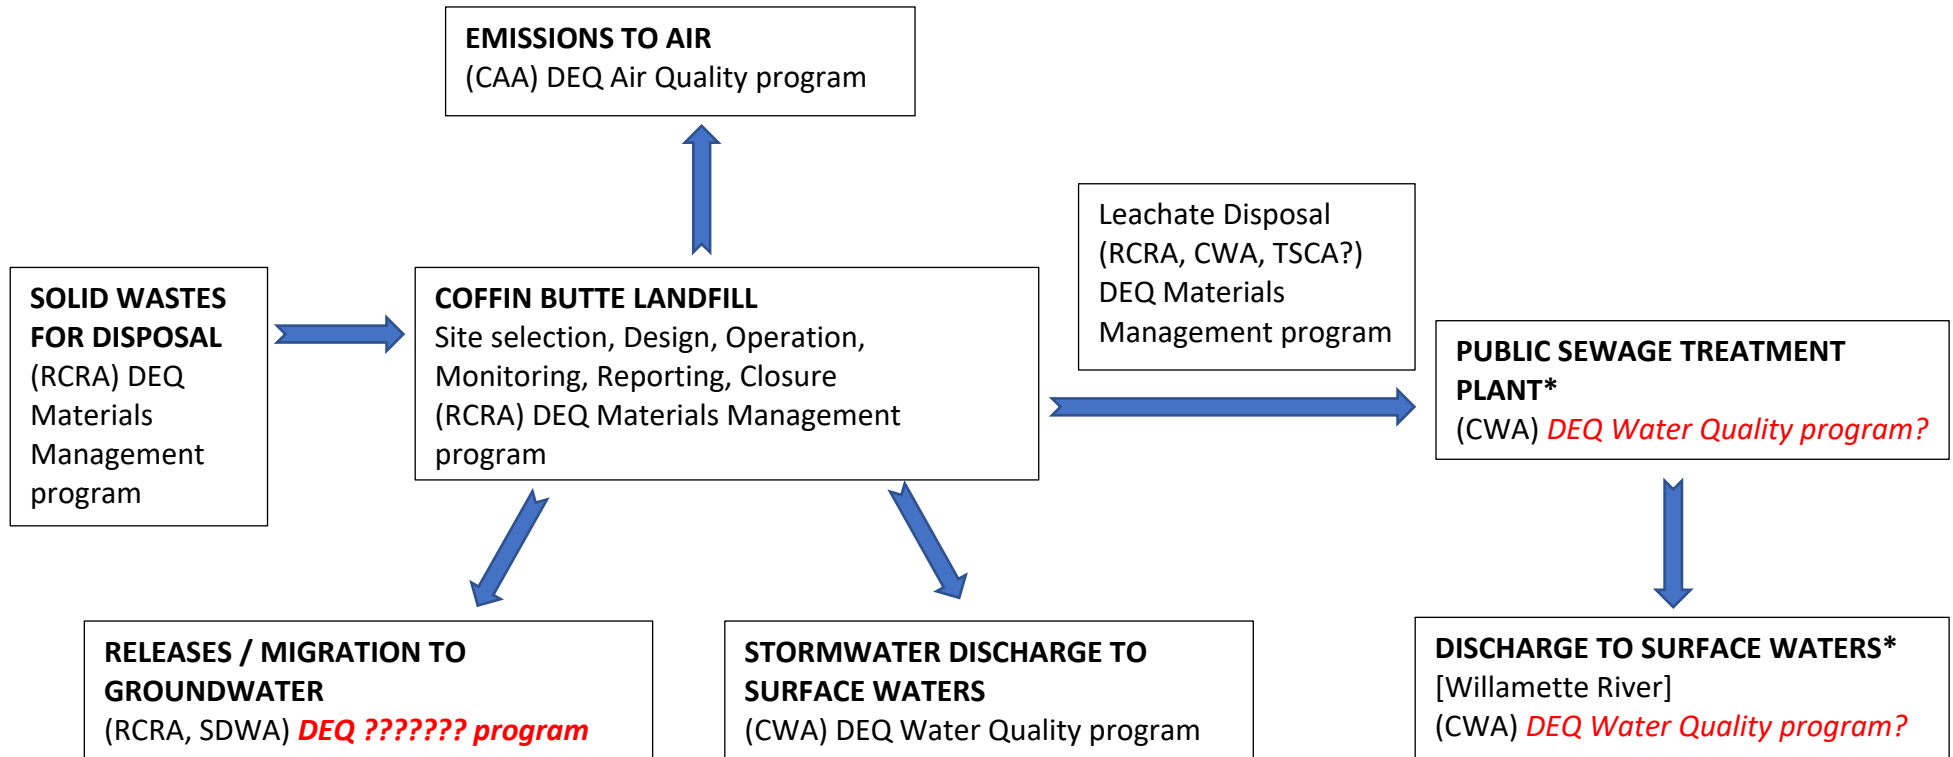 EMISSIONS TO AIR
(CAA) DEQ Air Quality program
Leachate Disposal
(RCRA, CWA, TSCA?)
DEQ Materials
Management program
SOLID WASTES
FOR DISPOSAL
(RCRA) DEQ
Materials
Management
program
COFFIN BUTTE LANDFILL
Site selection, Design, Operation,
Monitoring, Reporting, Closure
(RCRA) DEQ Materials Management
program
PUBLIC SEWAGE TREATMENT
PLANT*
(CWA) DEQ Water Quality program?
RELEASES / MIGRATION TO
GROUNDWATER
(RCRA, SDWA) DEQ ??????? program
STORMWATER DISCHARGE TO
SURFACE WATERS
(CWA) DEQ Water Quality program
DISCHARGE TO SURFACE WATERS*
[Willamette River]
(CWA) DEQ Water Quality program?